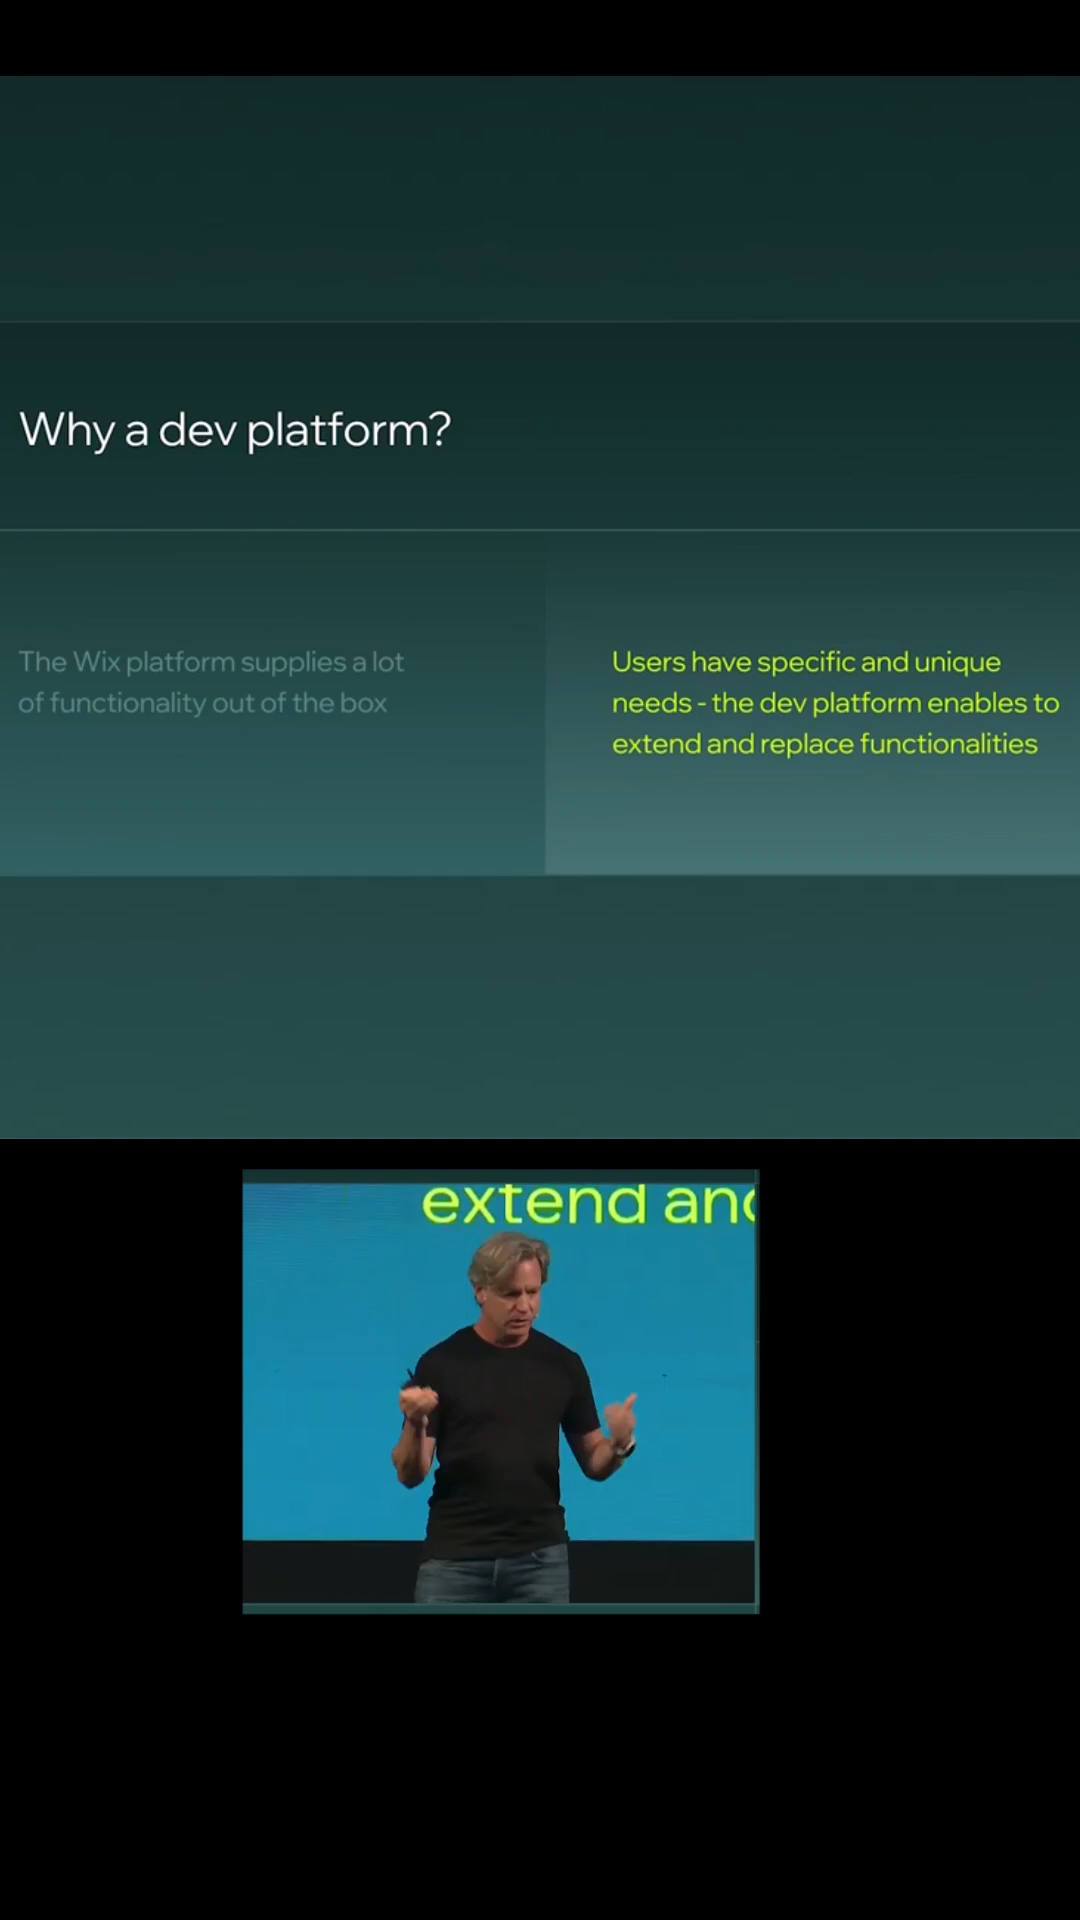 Why a dev platform?
The Wix platform supplies a lot
of functionality out of the box
Users have specific and unique
needs - the dev platform enables to
extend and replace functionalities
extend and